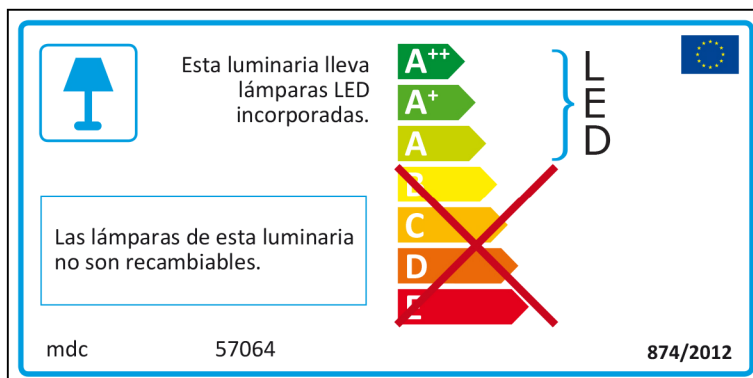 Esta luminaria lleva
lámparas LED
incorporadas.
A++
A+
A
B
C
D
E
L
E
D
Las lámparas de esta luminaria
no son recambiables.
mdc 57064
874/2012